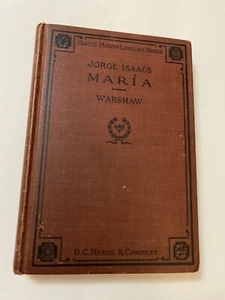 HEATH'S MODERN LANGUAGE SERIES
JORGE ISAACS
MARÍA
WARSHAW
D. C. HEATH & COMPANY